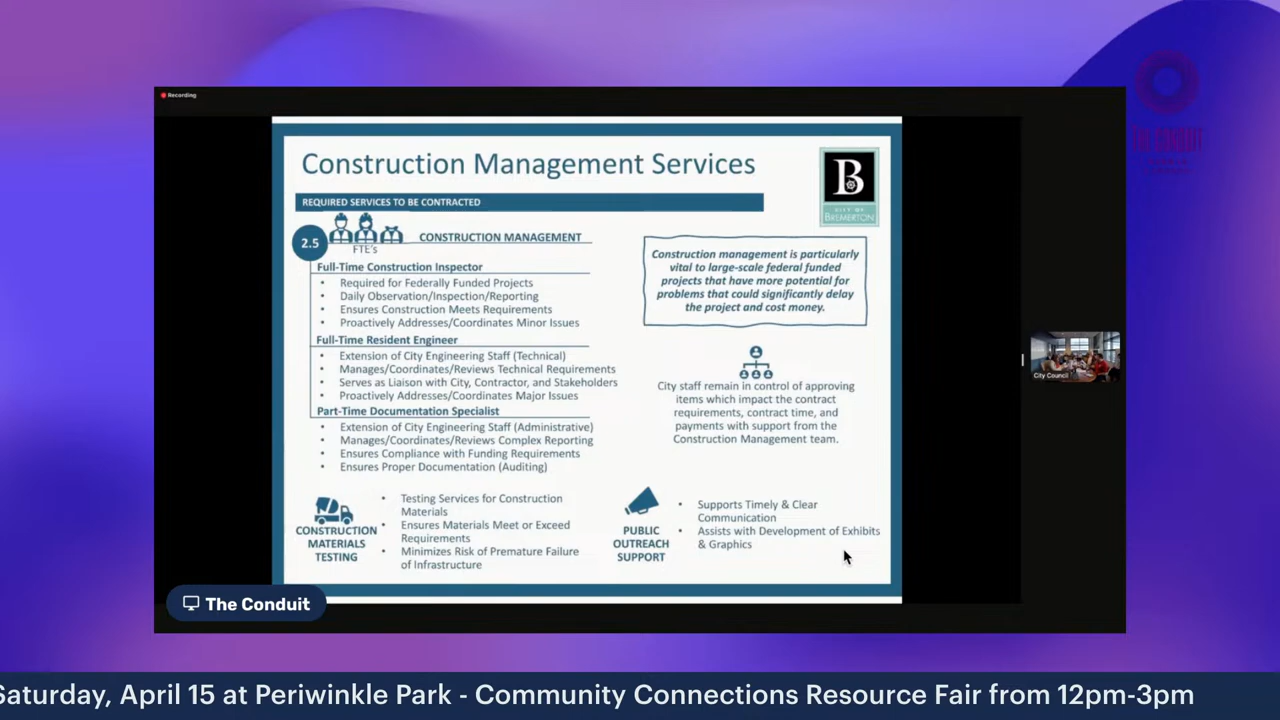 Recording
Construction Management Services
B
CITY OF
BREMERTON
REQUIRED SERVICES TO BE CONTRACTED
2.5
FTE's
CONSTRUCTION MANAGEMENT
Full-Time Construction Inspector
• Required for Federally Funded Projects
• Daily Observation/Inspection/Reporting
• Ensures Construction Meets Requirements
• Proactively Addresses/Coordinates Minor Issues
Full-Time Resident Engineer
• Extension of City Engineering Staff (Technical)
• Manages/Coordinates/Reviews Technical Requirements
• Serves as Liaison with City, Contractor, and Stakeholders
• Proactively Addresses/Coordinates Major Issues
Part-Time Documentation Specialist
• Extension of City Engineering Staff (Administrative)
• Manages/Coordinates/Reviews Complex Reporting
• Ensures Compliance with Funding Requirements
• Ensures Proper Documentation (Auditing)
Construction management is particularly
vital to large-scale federal funded
projects that have more potential for
problems that could significantly delay
the project and cost money.
City staff remain in control of approving
items which impact the contract
requirements, contract time, and
payments with support from the
Construction Management team.
CONSTRUCTION
MATERIALS
TESTING
• Testing Services for Construction
Materials
• Ensures Materials Meet or Exceed
Requirements
• Minimizes Risk of Premature Failure
of Infrastructure
PUBLIC
OUTREACH
SUPPORT
• Supports Timely & Clear
Communication
• Assists with Development of Exhibits
& Graphics
City Council
THE CONDUIT
The Conduit
Saturday, April 15 at Periwinkle Park - Community Connections Resource Fair from 12pm-3pm